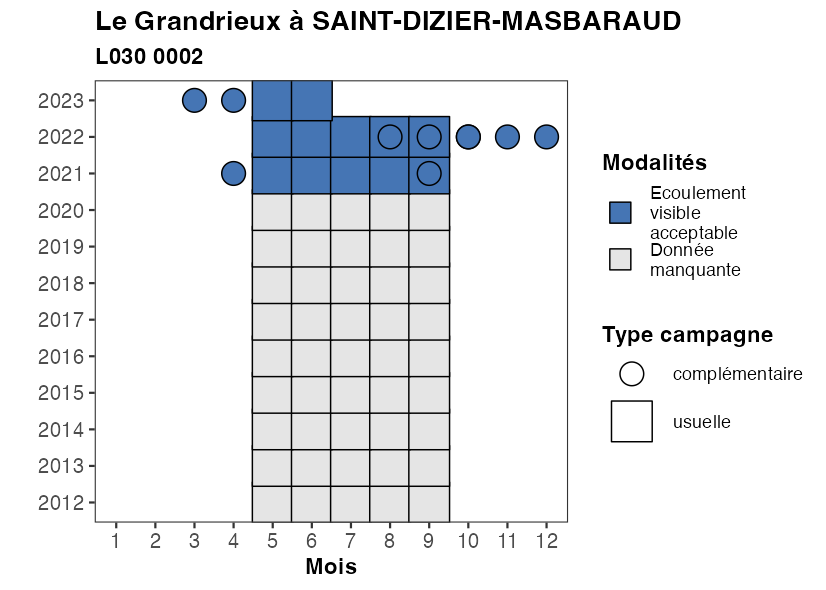 Le Grandrieux à SAINT-DIZIER-MASBARAUD
L030 0002
2023
2022
2021
2020
2019
2018
2017
2016
2015
2014
2013
2012
1 2 3 4 5 6 7 8 9 10 11 12
Mois
Modalités
Ecoulement
visible
acceptable
Donnée
manquante
Type campagne
complémentaire
usuelle